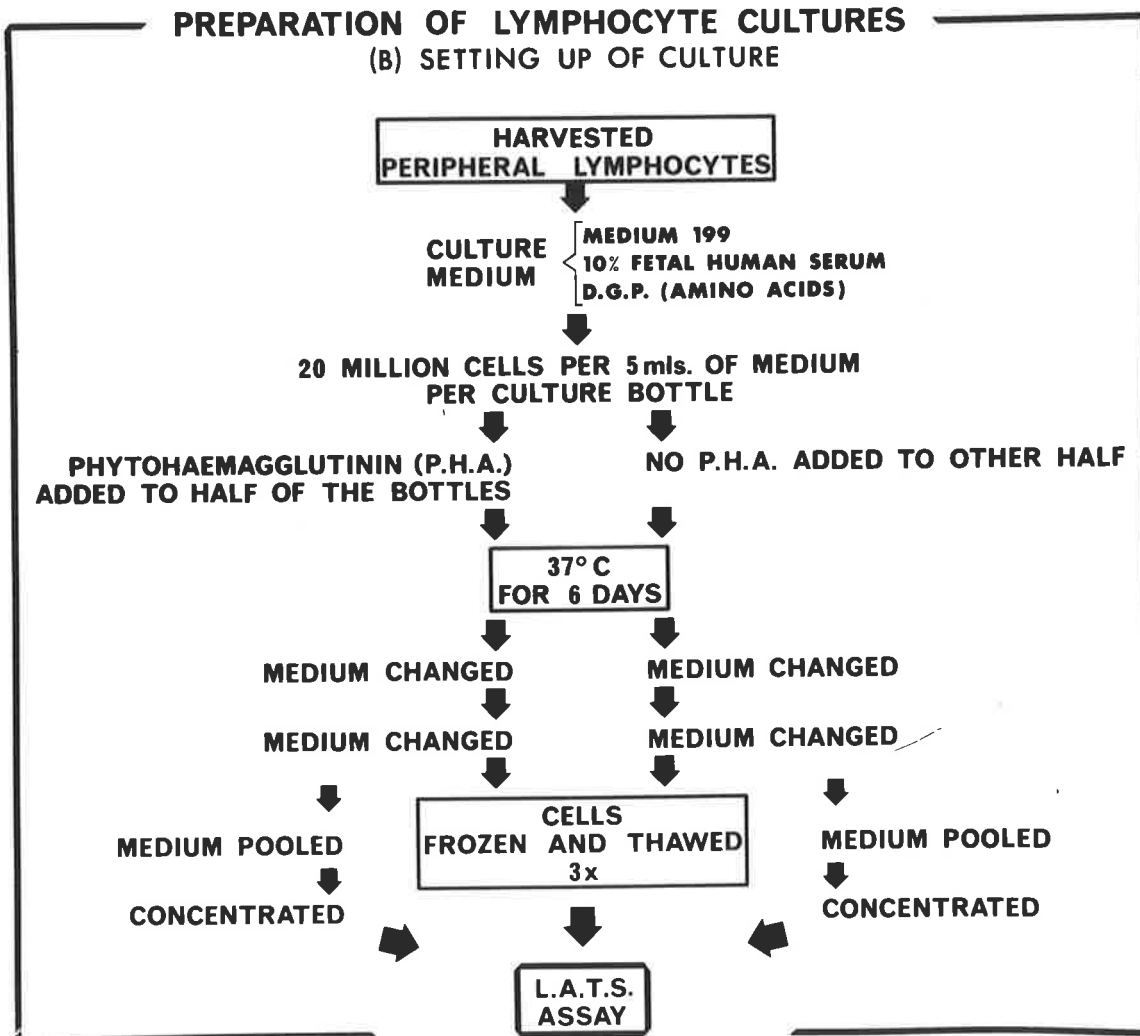 PREPARATION OF LYMPHOCYTE CULTURES
(B) SETTING UP OF CULTURE
HARVESTED
PERIPHERAL LYMPHOCYTES
CULTURE
MEDIUM
MEDIUM 199
10% FETAL HUMAN SERUM
D.G.P. (AMINO ACIDS)
20 MILLION CELLS PER 5mls. OF MEDIUM
PER CULTURE BOTTLE
PHYTOHAEMAGGLUTININ (P.H.A.)
ADDED TO HALF OF THE BOTTLES
NO P.H.A. ADDED TO OTHER HALF
37° C
FOR 6 DAYS
MEDIUM CHANGED
MEDIUM CHANGED
MEDIUM CHANGED
MEDIUM CHANGED
CELLS
FROZEN AND THAWED
3x
MEDIUM POOLED
CONCENTRATED
MEDIUM POOLED
CONCENTRATED
L.A.T.S.
ASSAY